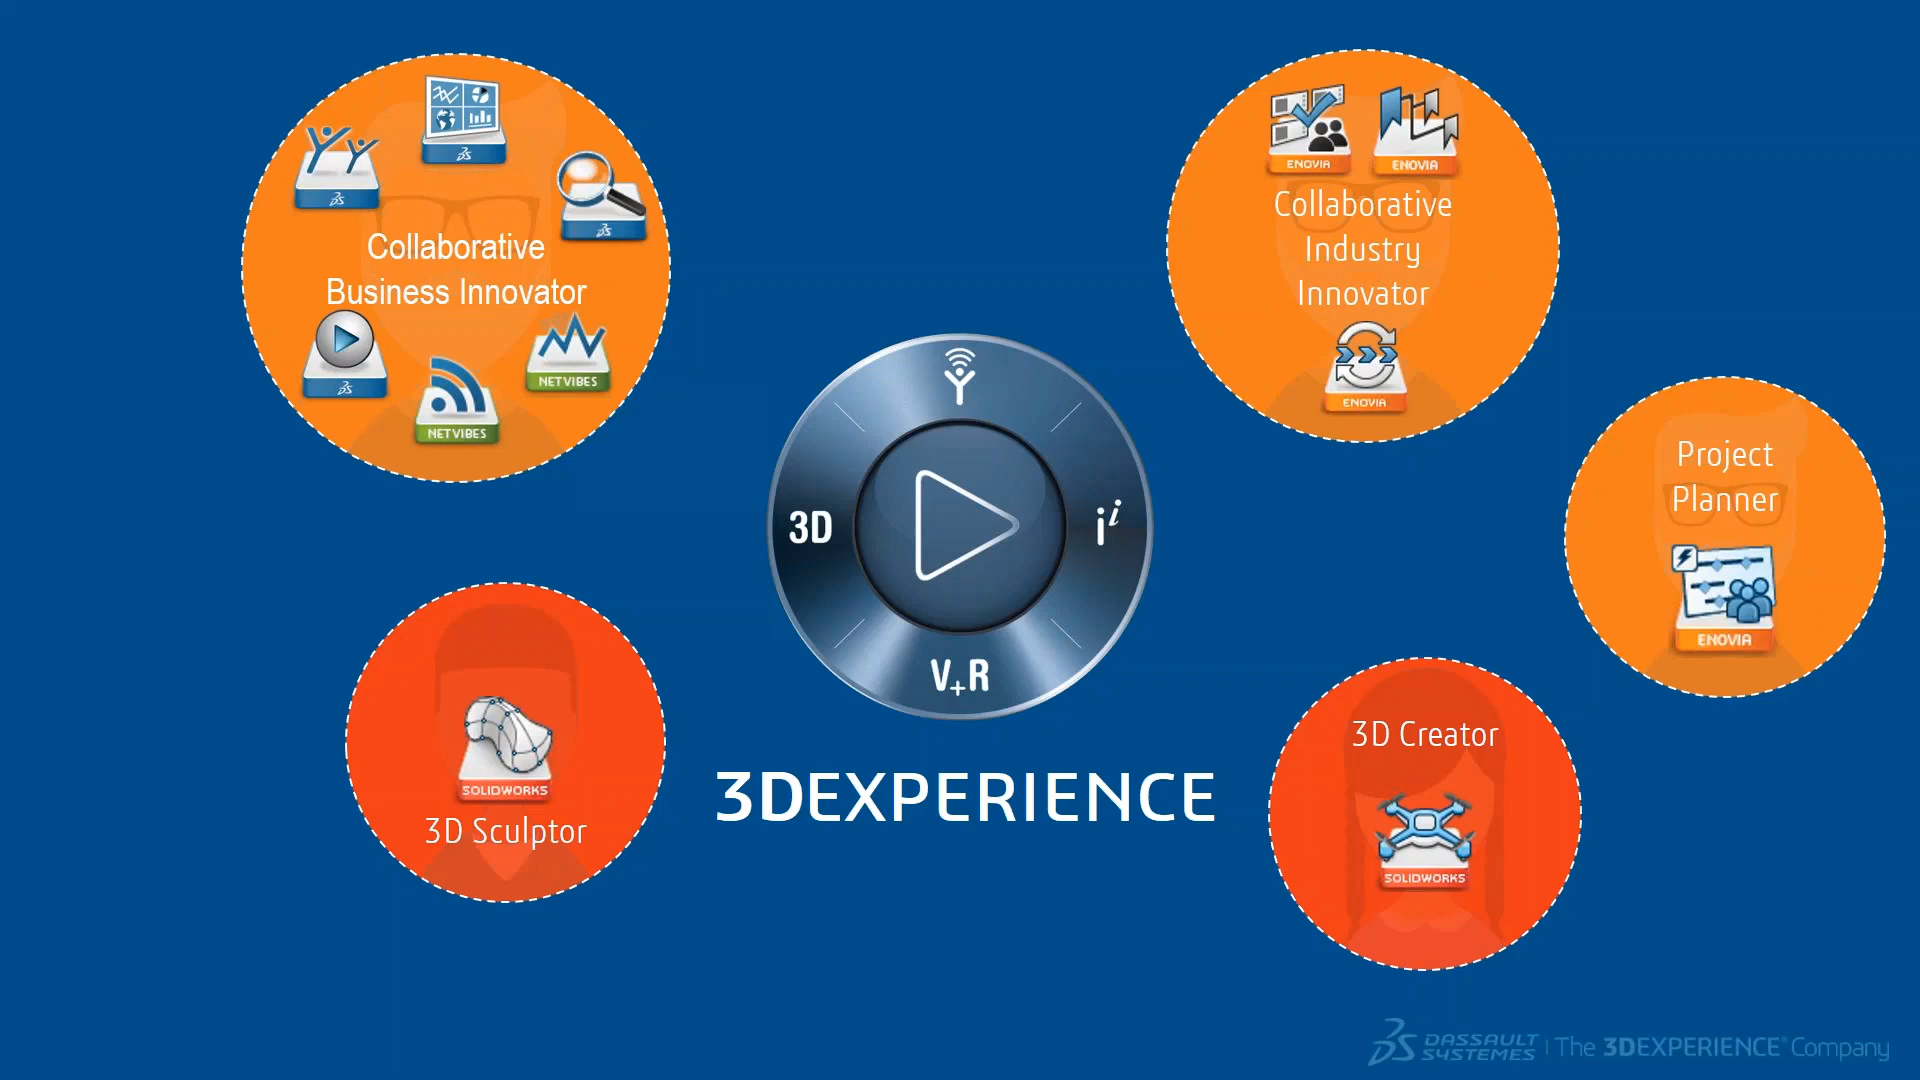 Collaborative
Business Innovator
NETVIBES
NETVIBES
ENOVIA
ENOVIA
Collaborative
Industry
Innovator
ENOVIA
Project
Planner
ENOVIA
3D
i i
V+R
3DEXPERIENCE
SOLIDWORKS
3D Sculptor
3D Creator
SOLIDWORKS
DS DASSAULT
SYSTEMES | The 3DEXPERIENCE® Company